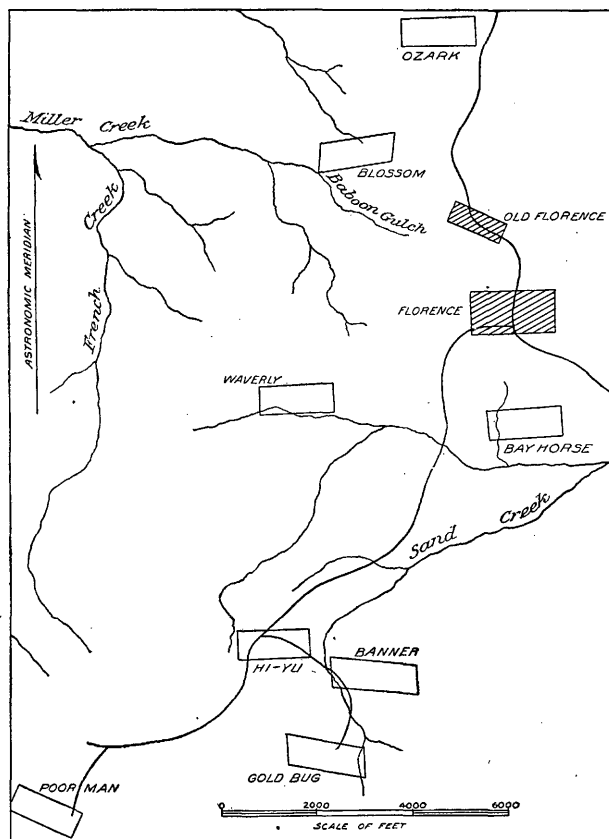 OZARK
Miller Creek
BLOSSOM
Baboon Gulch
OLD FLORENCE
Creek
French
ASTRONOMIC MERIDIAN
FLORENCE
WAVERLY
BAY HORSE
Sand Creek
BANNER
HI-YU
GOLD BUG
POOR MAN
0 2000 4000 6000
SCALE OF FEET